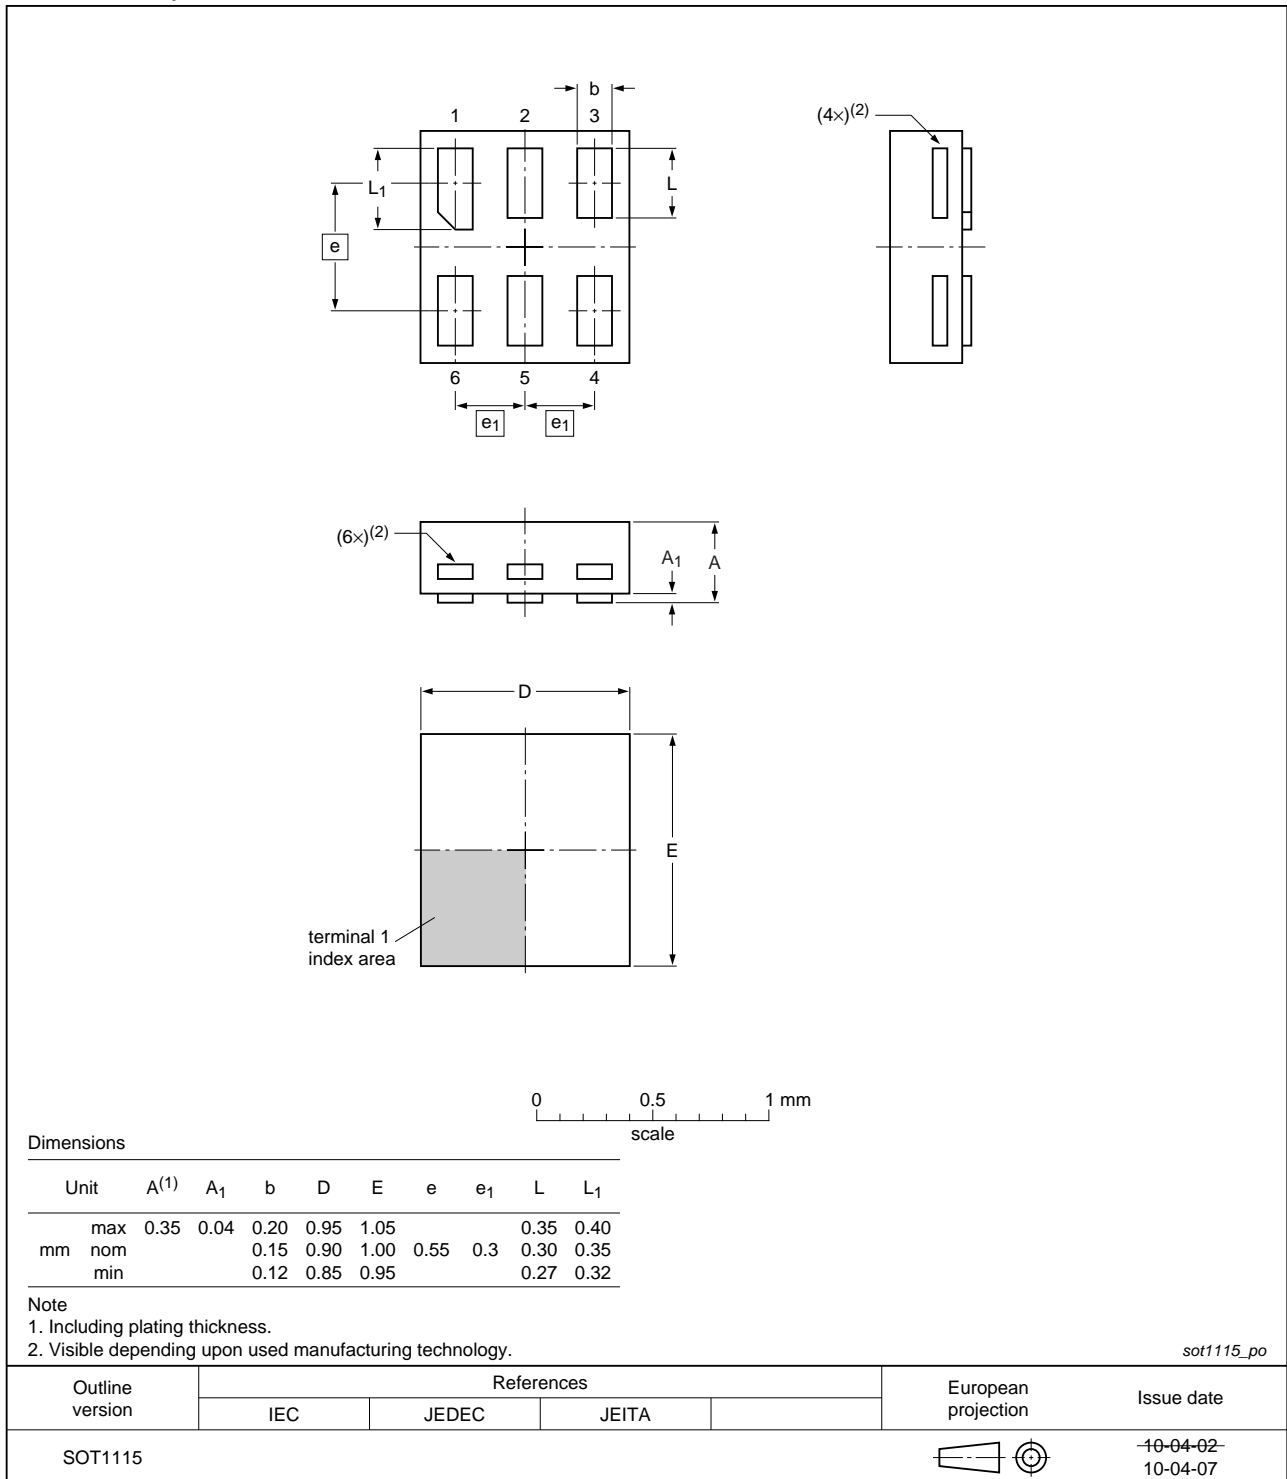 b
1 2 3
(4×)(2)
L1
L
e
6 5 4
e1 e1
(6×)(2)
A1 A
D
E
terminal 1
index area
0 0.5 1 mm
scale
Dimensions
Unit A(1) A1 b D E e e1 L L1
max 0.35 0.04 0.20 0.95 1.05 0.35 0.40
mm nom 0.15 0.90 1.00 0.55 0.3 0.30 0.35
min 0.12 0.85 0.95 0.27 0.32
Note
1. Including plating thickness.
2. Visible depending upon used manufacturing technology.
sot1115_po
Outline
version
References
IEC JEDEC JEITA
European
projection
Issue date
SOT1115
10-04-02
10-04-07